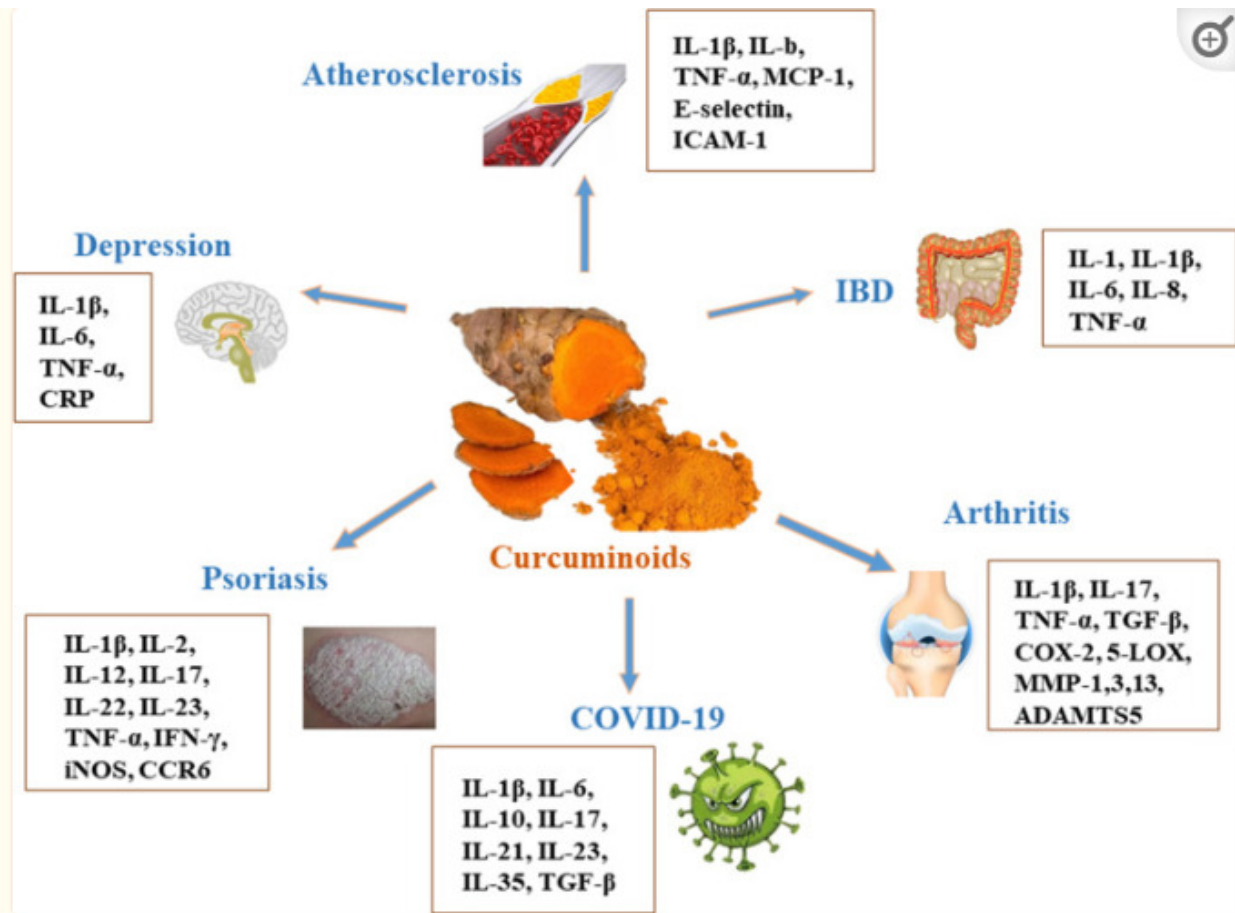 Atherosclerosis
IL-1β, IL-b,
TNF-α, MCP-1,
E-selectin,
ICAM-1
Depression
IL-1β,
IL-6,
TNF-α,
CRP
IBD
IL-1, IL-1β,
IL-6, IL-8,
TNF-α
Curcuminoids
Arthritis
IL-1β, IL-17,
TNF-α, TGF-β,
COX-2, 5-LOX,
MMP-1,3,13,
ADAMTS5
Psoriasis
IL-1β, IL-2,
IL-12, IL-17,
IL-22, IL-23,
TNF-α, IFN-γ,
iNOS, CCR6
COVID-19
IL-1β, IL-6,
IL-10, IL-17,
IL-21, IL-23,
IL-35, TGF-β